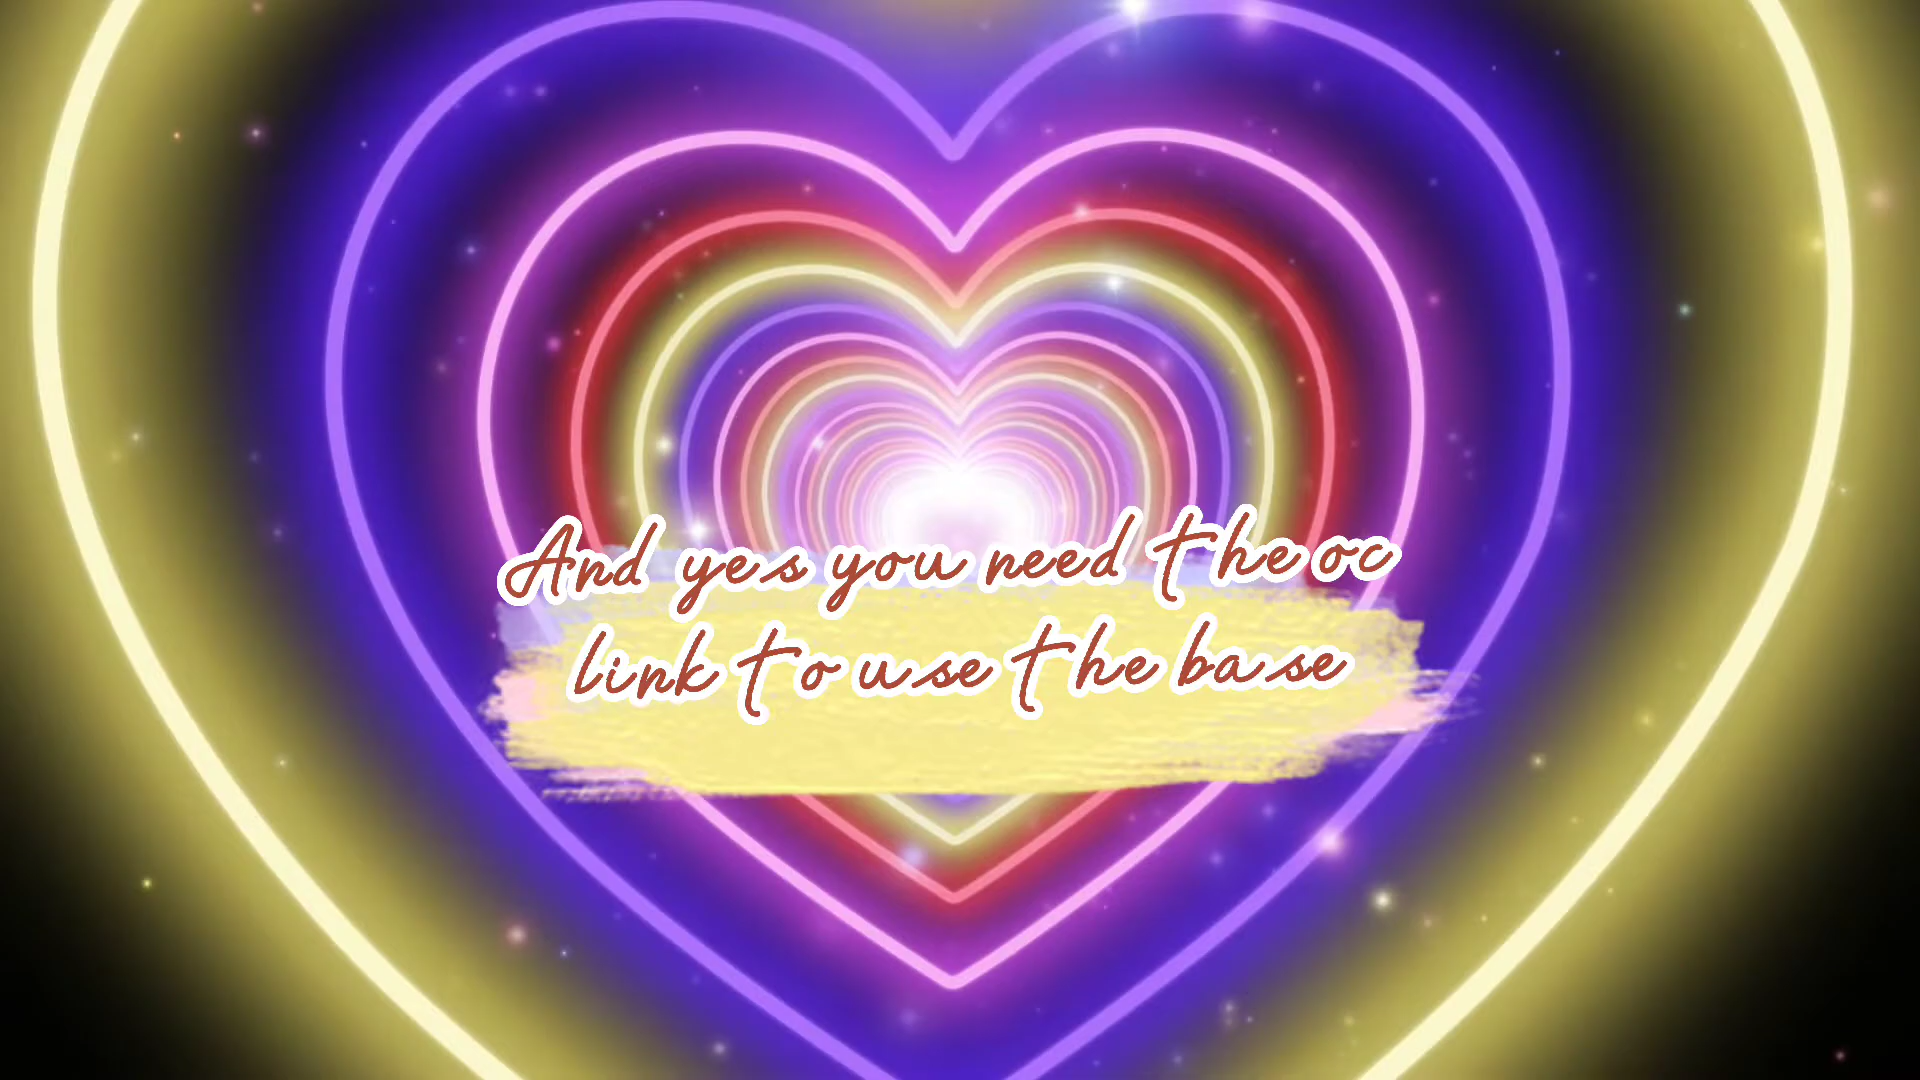 And yes you need the oc
link to use the base